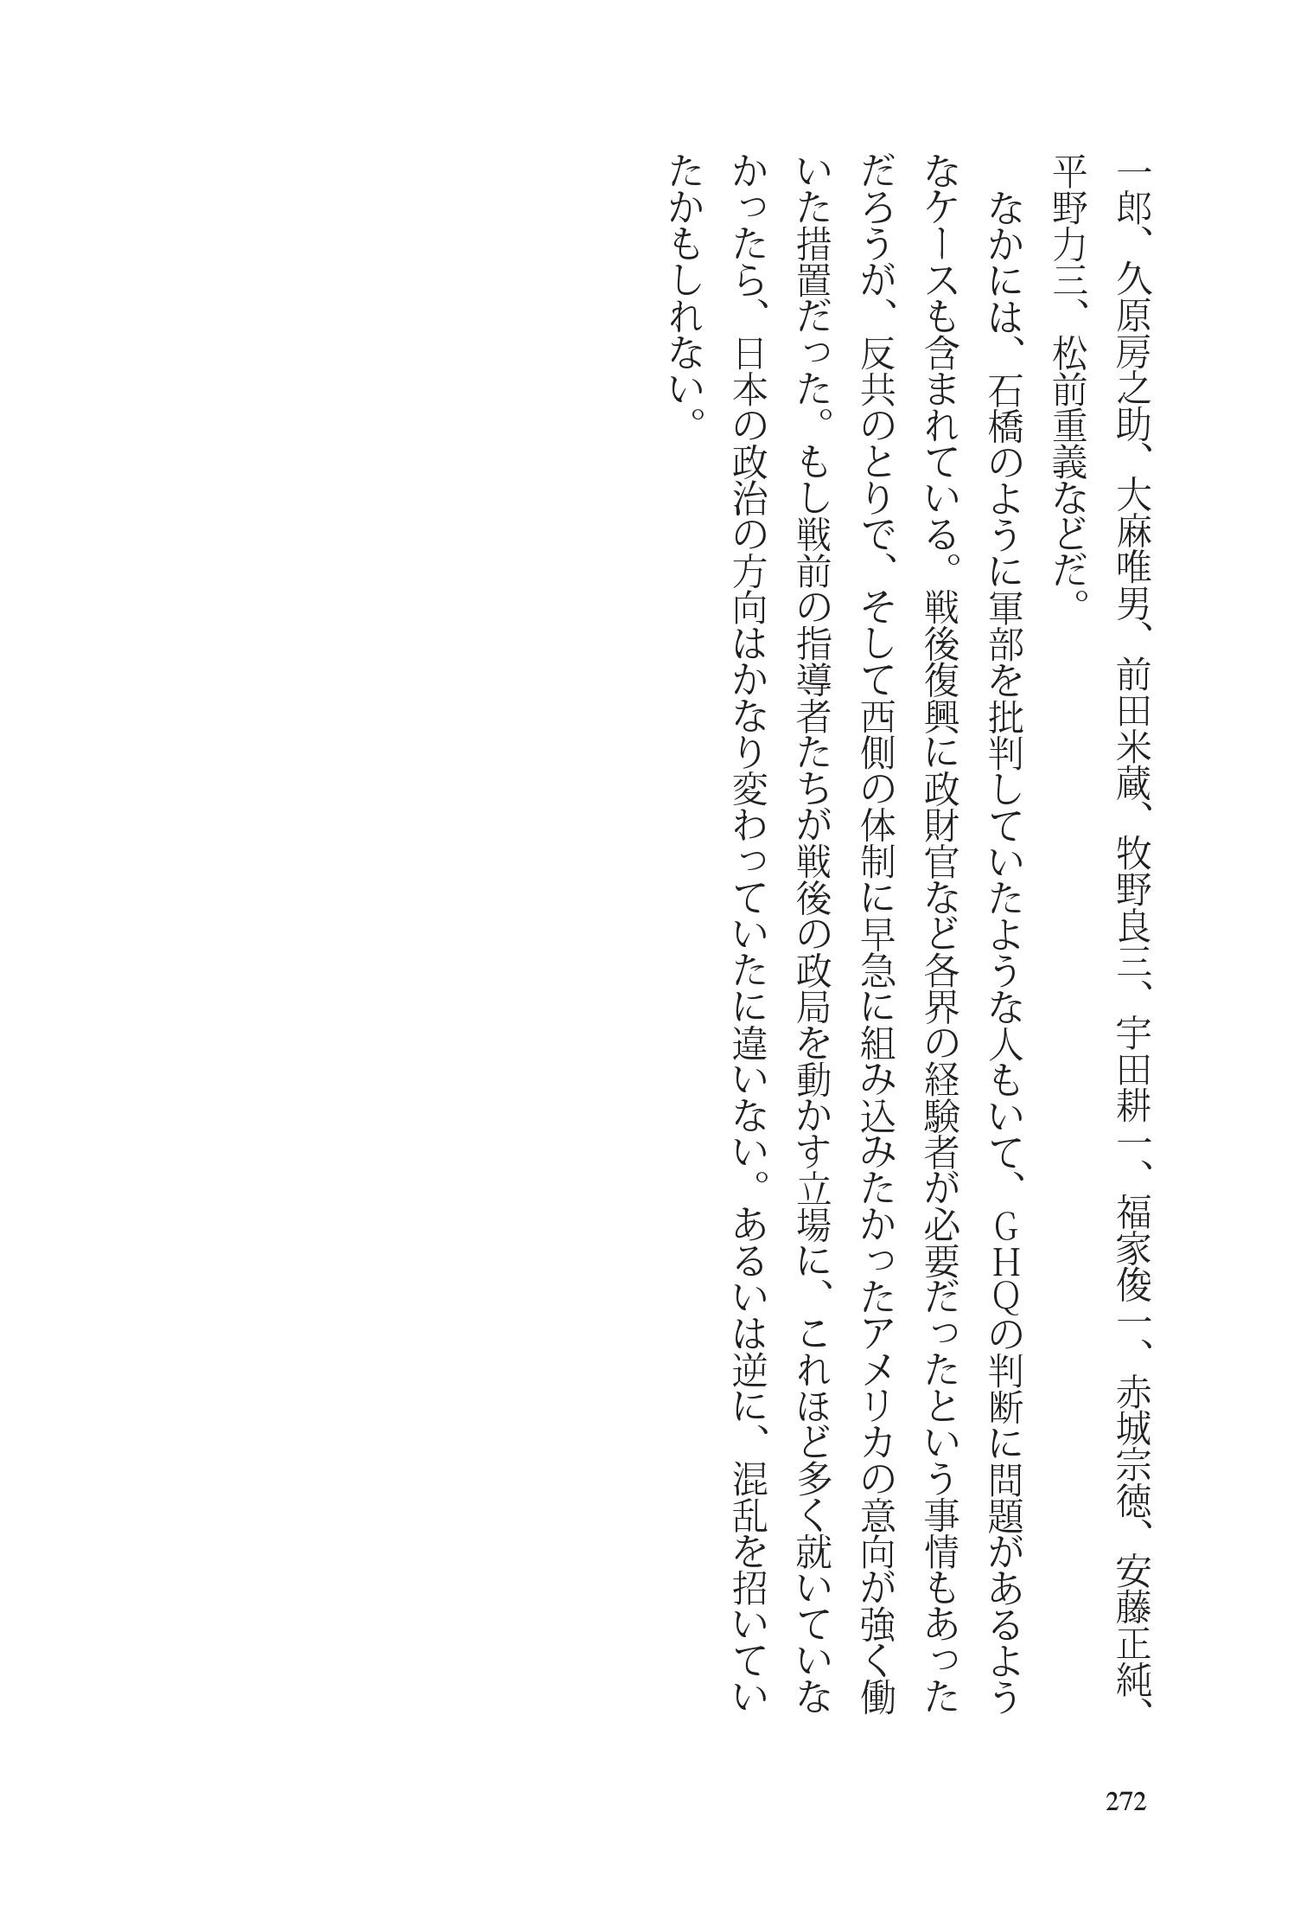 一郎、久原房之助、大麻唯男、前田米蔵、牧野良三、宇田耕一、福家俊一、赤城宗徳、安藤正純、
平野力三、松前重義などだ。
　なかには、石橋のように軍部を批判していたような人もいて、ＧＨＱの判断に問題があるよう
なケースも含まれている。戦後復興に政財官など各界の経験者が必要だったという事情もあった
だろうが、反共のとりで、そして西側の体制に早急に組み込みたかったアメリカの意向が強く働
いた措置だった。もし戦前の指導者たちが戦後の政局を動かす立場に、これほど多く就いていな
かったら、日本の政治の方向はかなり変わっていたに違いない。あるいは逆に、混乱を招いてい
たかもしれない。
272